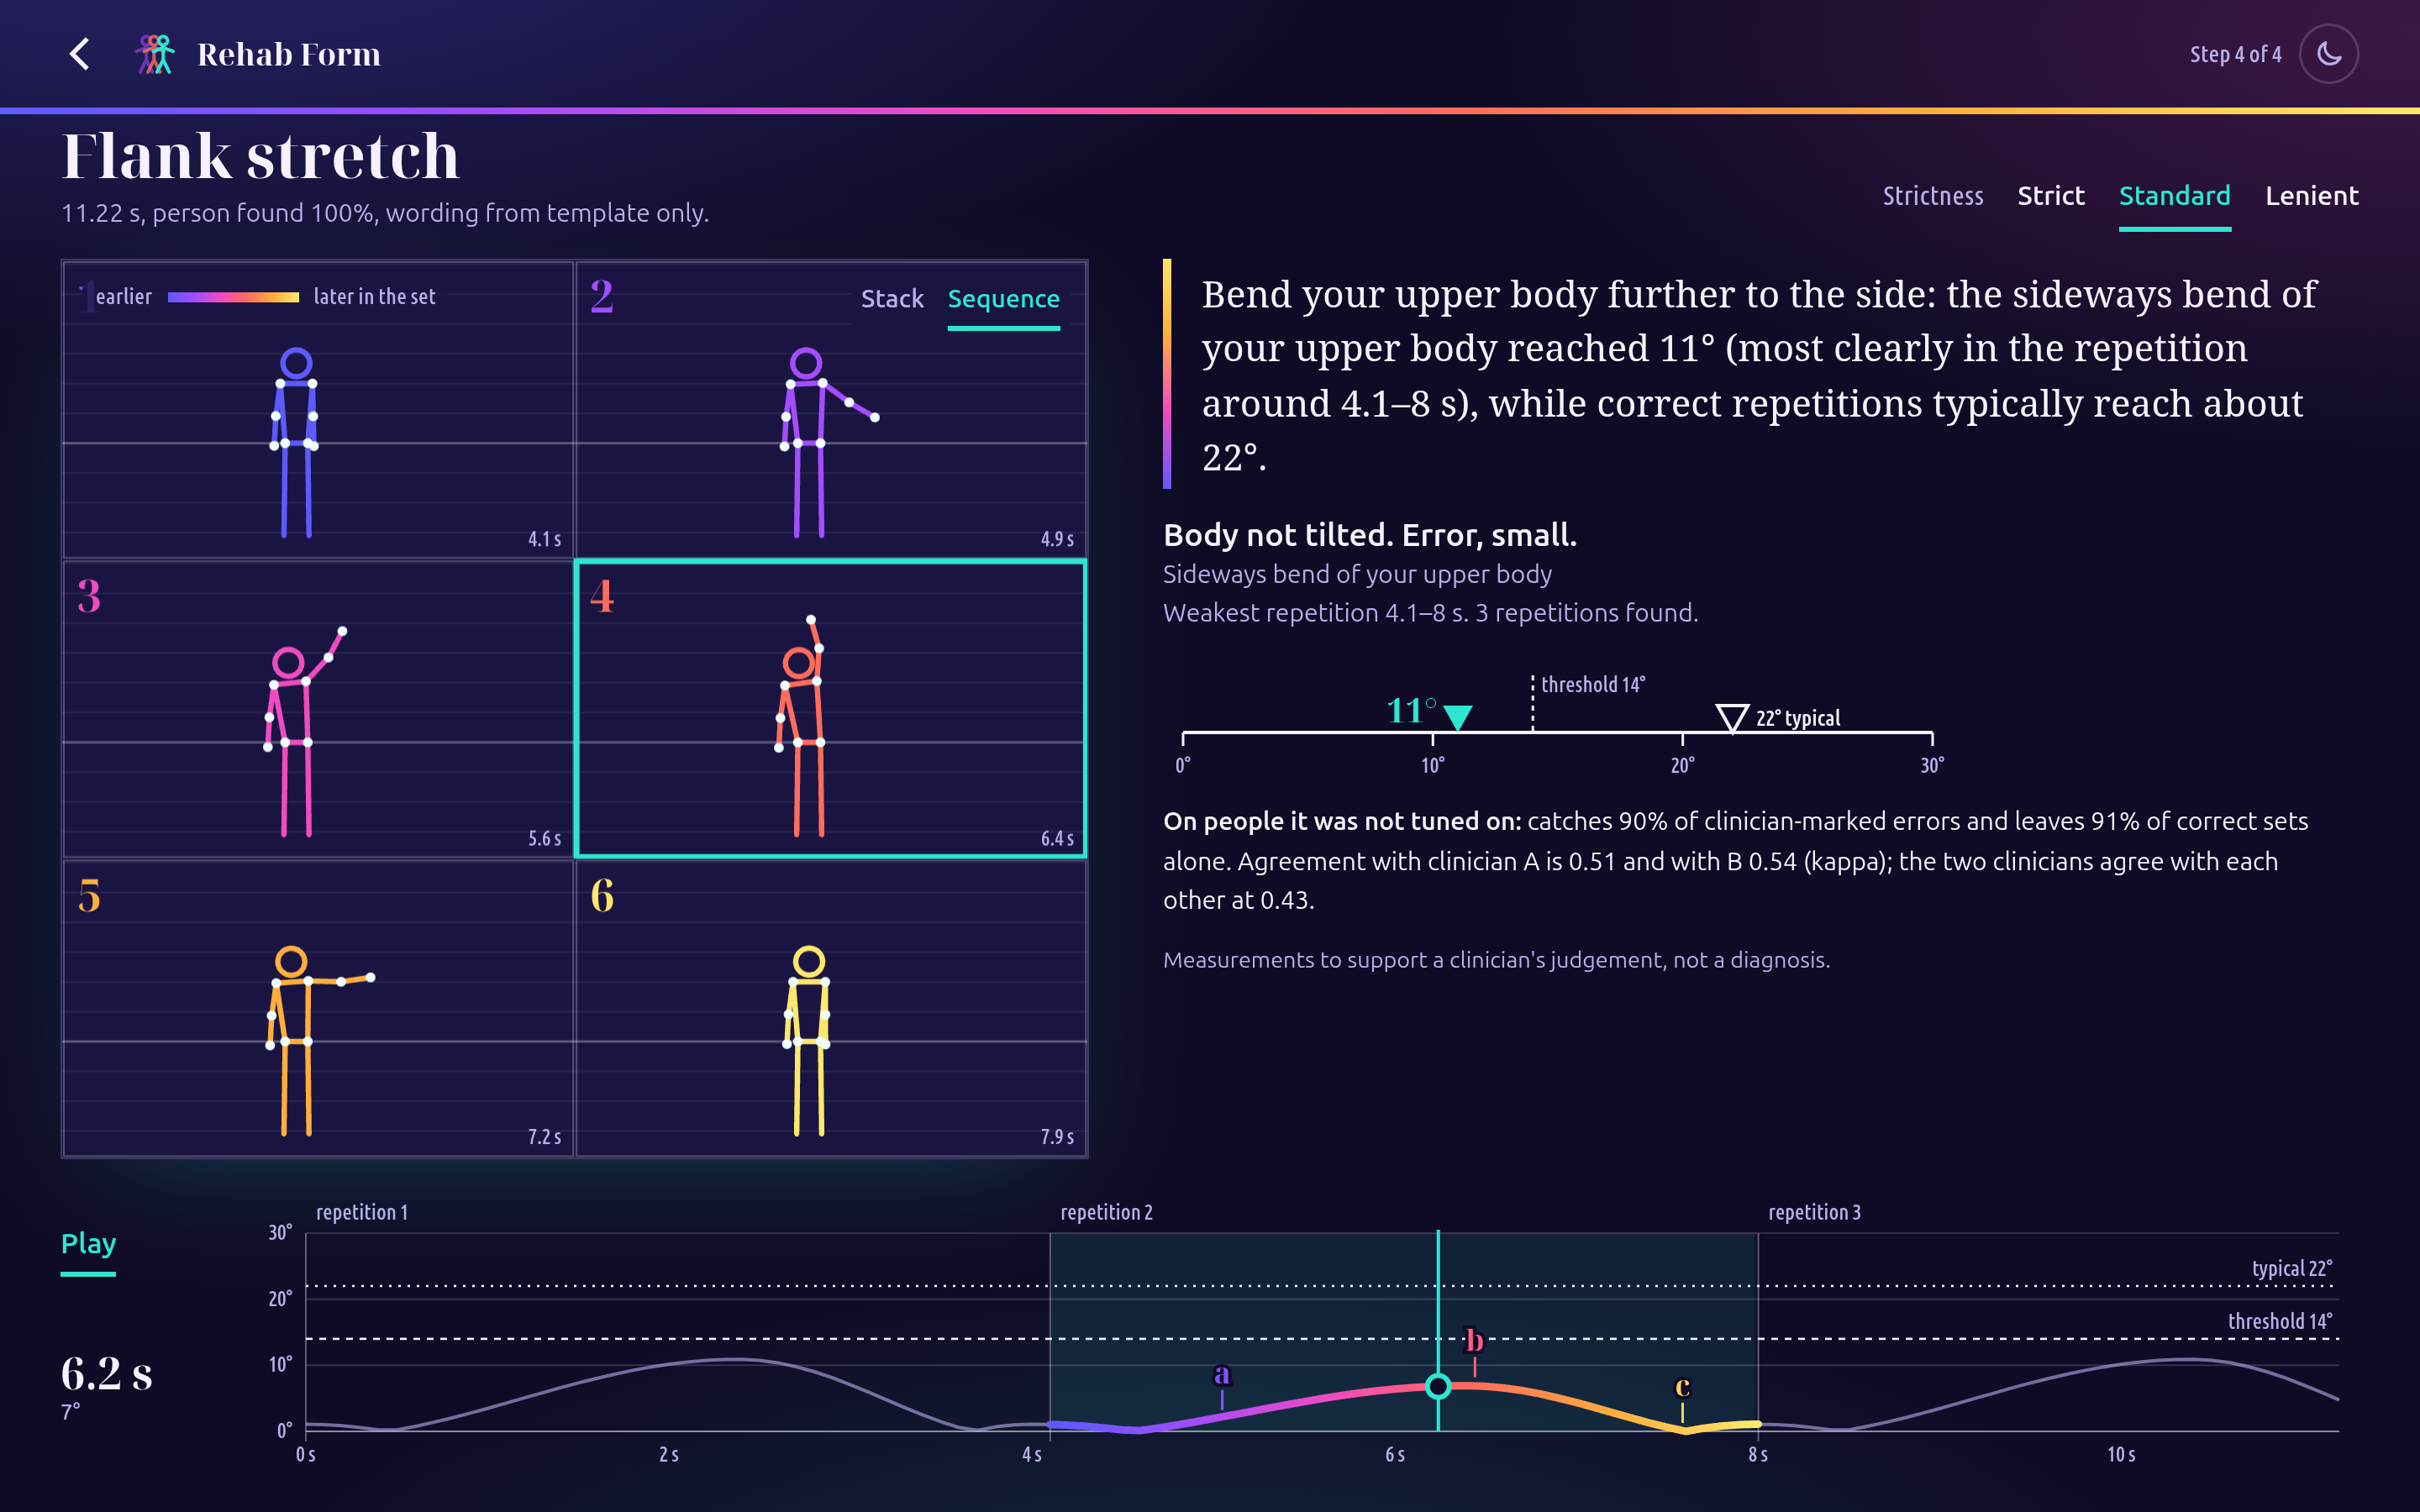 Rehab Form
Step 4 of 4
Flank stretch
11.22 s, person found 100%, wording from template only.
Strictness Strict Standard Lenient
1 earlier later in the set
4.1 s
2
Stack Sequence
4.9 s
3
5.6 s
4
6.4 s
5
7.2 s
6
7.9 s
Bend your upper body further to the side: the sideways bend of
your upper body reached 11° (most clearly in the repetition
around 4.1–8 s), while correct repetitions typically reach about
22°.
Body not tilted. Error, small.
Sideways bend of your upper body
Weakest repetition 4.1–8 s. 3 repetitions found.
threshold 14°
11°
22° typical
0° 10° 20° 30°
On people it was not tuned on: catches 90% of clinician-marked errors and leaves 91% of correct sets
alone. Agreement with clinician A is 0.51 and with B 0.54 (kappa); the two clinicians agree with each
other at 0.43.
Measurements to support a clinician's judgement, not a diagnosis.
Play
6.2 s
7°
repetition 1 repetition 2 repetition 3
30°
typical 22°
20°
threshold 14°
10°
0°
a
b
c
0 s 2 s 4 s 6 s 8 s 10 s